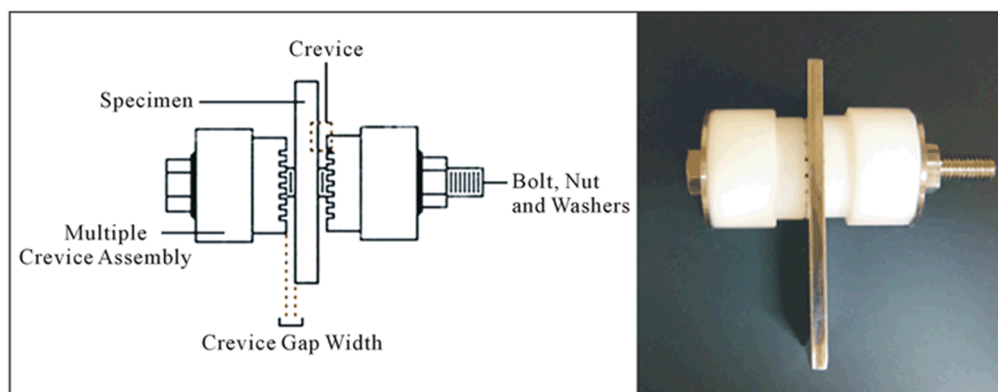 Crevice
Specimen
Bolt, Nut
and Washers
Multiple
Crevice Assembly
Crevice Gap Width